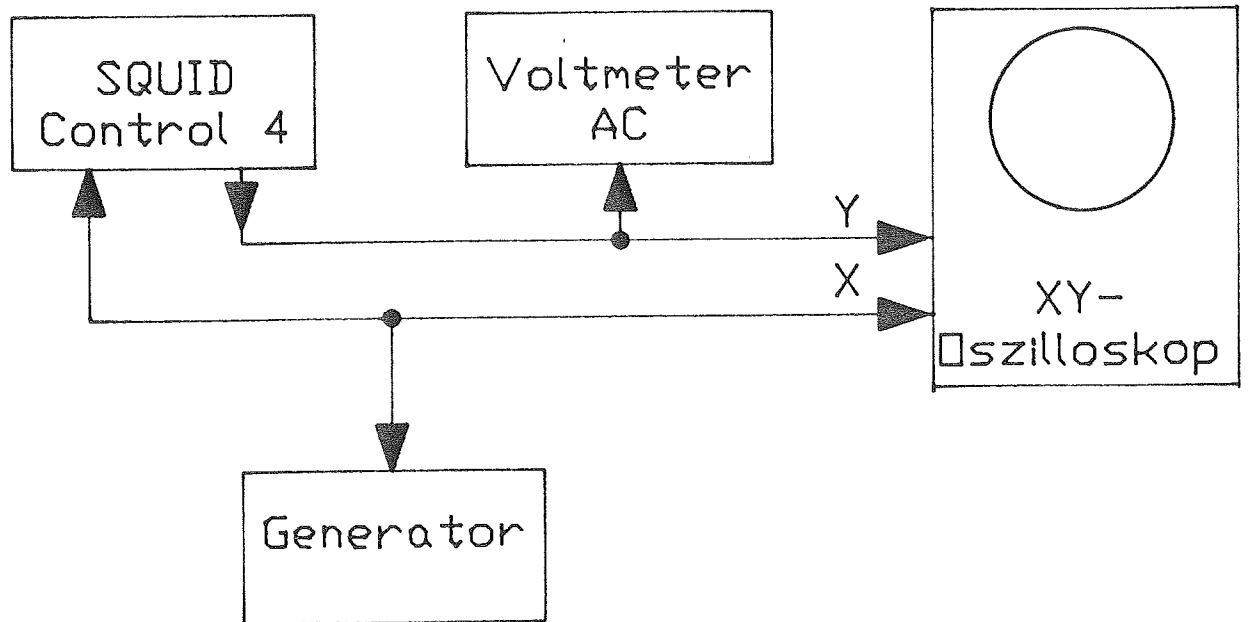 SQUID
Control 4
Voltmeter
AC
Y
X
XY-
Oszilloskop
Generator